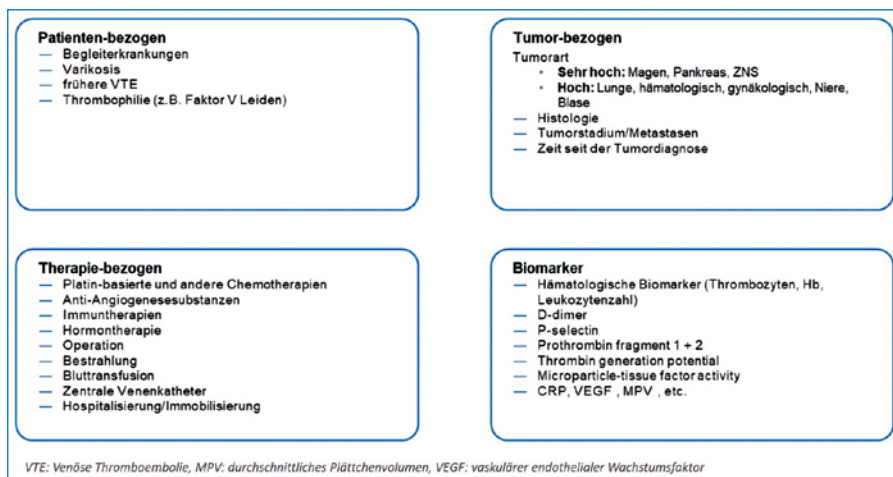 Patienten-bezogen
— Begleiterkrankungen
— Varikosis
— frühere VTE
— Thrombophilie (z.B. Faktor V Leiden)
Tumor-bezogen
Tumorart
• Sehr hoch: Magen, Pankreas, ZNS
• Hoch: Lunge, hämatologisch, gynäkologisch, Niere,
Blase
— Histologie
— Tumorstadium/Metastasen
— Zeit seit der Tumordiagnose
Therapie-bezogen
— Platin-basierte und andere Chemotherapien
— Anti-Angiogenesesubstanzen
— Immuntherapien
— Hormontherapie
— Operation
— Bestrahlung
— Bluttransfusion
— Zentrale Venenkatheter
— Hospitalisierung/Immobilisierung
Biomarker
— Hämatologische Biomarker (Thrombozyten, Hb,
Leukozytenzahl)
— D-dimer
— P-selectin
— Prothrombin fragment 1 + 2
— Thrombin generation potential
— Microparticle-tissue factor activity
— CRP, VEGF , MPV , etc.
VTE: Venöse Thromboembolie, MPV: durchschnittliches Plättchenvolumen, VEGF: vaskulärer endothelialer Wachstumsfaktor